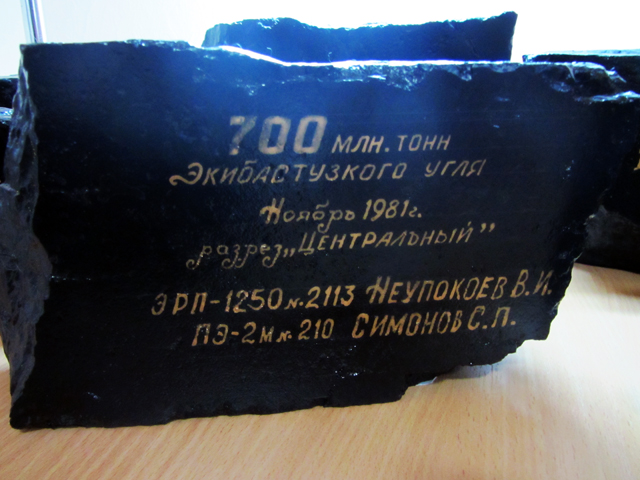 700 МЛН. ТОНН
ЭКИБАСТУЗКОГО УГЛЯ
Ноябрь 1981г.
разрез „ЦЕНТРАЛЬНЫЙ”
ЭРП-1250 №2113 НЕУПОКОЕВ В.И.
ПЭ-2М №210 СИМОНОВ С.П.